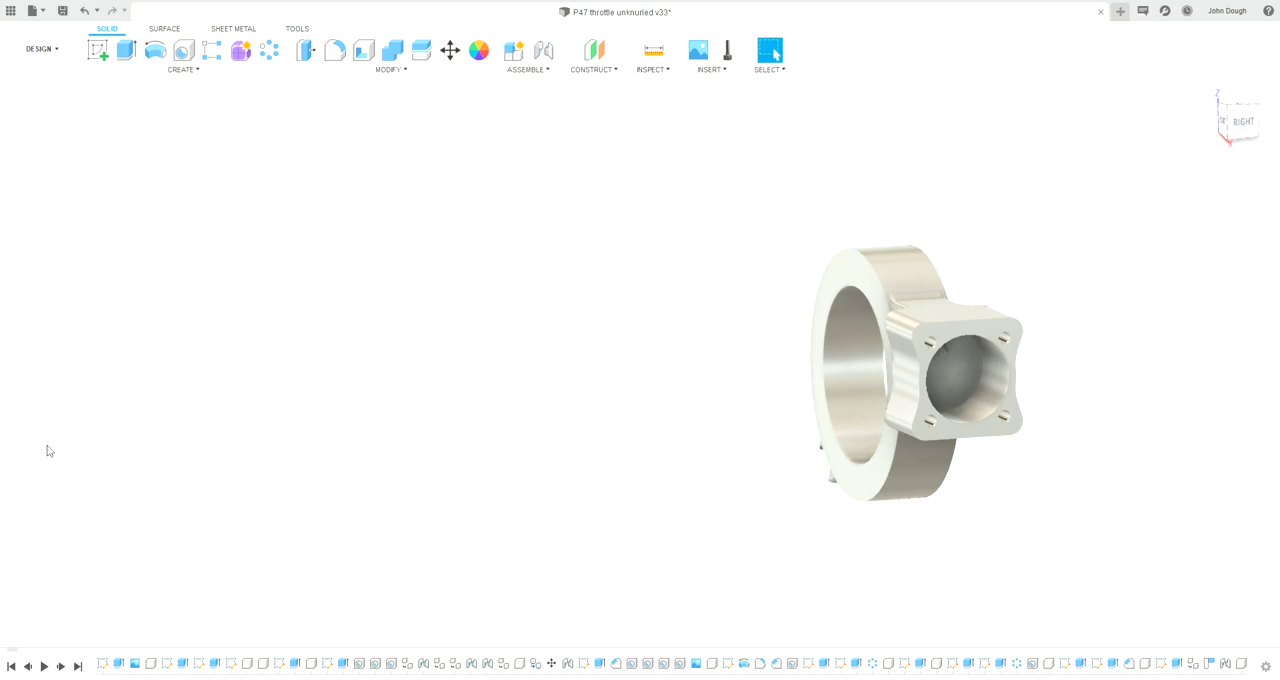 P47 throttle unknurled v33*
John Dough
SOLID
SURFACE
SHEET METAL
TOOLS
DESIGN
CREATE
MODIFY
ASSEMBLE
CONSTRUCT
INSPECT
INSERT
SELECT
Z
RIGHT